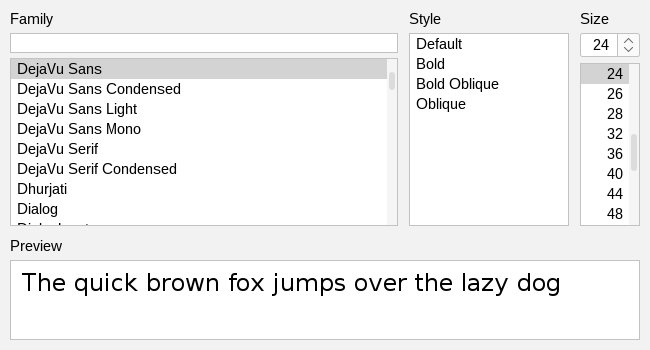 Family
Style
Size
24
DejaVu Sans
DejaVu Sans Condensed
DejaVu Sans Light
DejaVu Sans Mono
DejaVu Serif
DejaVu Serif Condensed
Dhurjati
Dialog
Default
Bold
Bold Oblique
Oblique
24
26
28
32
36
40
44
48
Preview
The quick brown fox jumps over the lazy dog